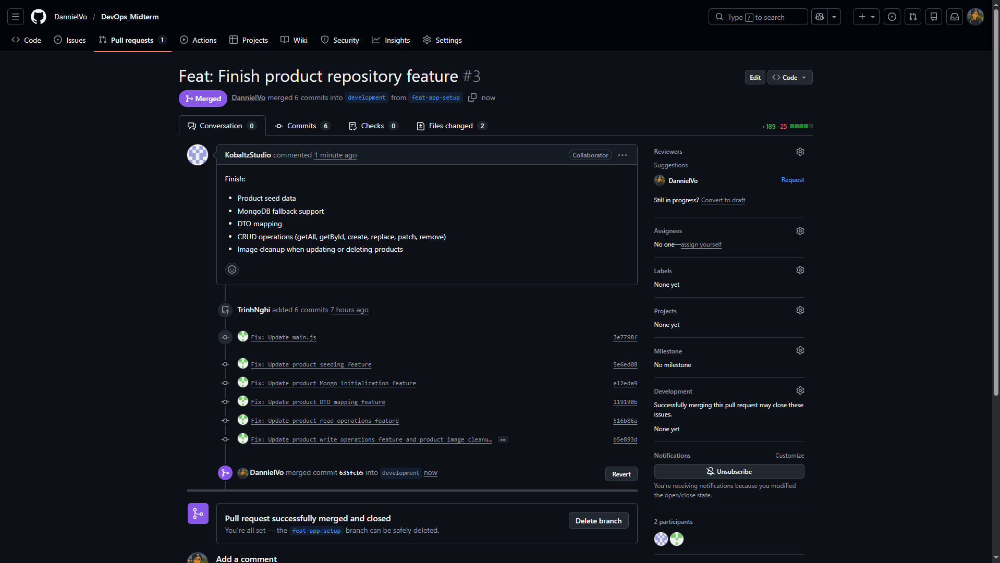 DannielVo / DevOps_Midterm
Type / to search
Code
Issues
Pull requests 1
Actions
Projects
Wiki
Security
Insights
Settings
Feat: Finish product repository feature #3
Edit
Code
Merged
DannielVo merged 6 commits into development from feat-app-setup now
Conversation 0
Commits 6
Checks 0
Files changed 2
+189 -25
KobaltzStudio commented 1 minute ago
Collaborator
Finish:
• Product seed data
• MongoDB fallback support
• DTO mapping
• CRUD operations (getAll, getById, create, replace, patch, remove)
• Image cleanup when updating or deleting products
TrinhNghi added 6 commits 7 hours ago
Fix: Update main.js 3e7798f
Fix: Update product seeding feature 5e6ed08
Fix: Update product Mongo initialization feature e12eda9
Fix: Update product DTO mapping feature 119190b
Fix: Update product read operations feature 516b86a
Fix: Update product write operations feature and product image cleanu… … b5e893d
DannielVo merged commit 635fcb5 into development now
Revert
Pull request successfully merged and closed
You're all set — the feat-app-setup branch can be safely deleted.
Delete branch
Add a comment
Reviewers
Suggestions
DannielVo
Request
Still in progress? Convert to draft
Assignees
No one—assign yourself
Labels
None yet
Projects
None yet
Milestone
No milestone
Development
Successfully merging this pull request may close these
issues.
None yet
Notifications
Customize
Unsubscribe
You're receiving notifications because you modified
the open/close state.
2 participants